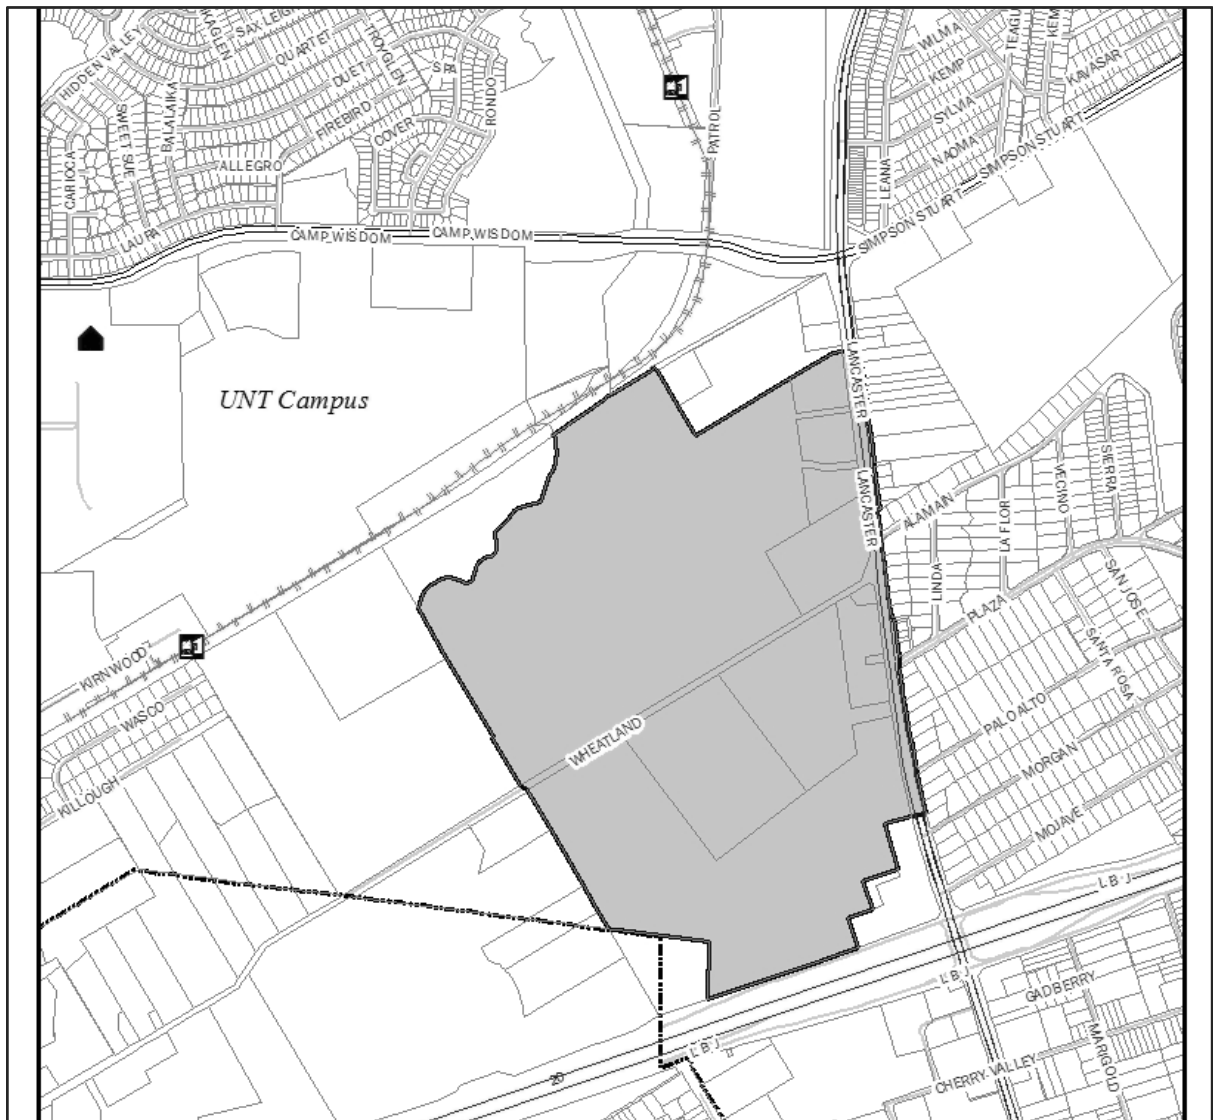 HIDDEN VALLEY
SAX LEIGH
QUARTET
TROYGLEN
DUET
SPA
RONDO
SWEET SUE
BALALAIKA
FIREBIRD
COVER
CARIOCA
ALLEGRO
LAURA
CAMP WISDOM
CAMP WISDOM
PATROL
WILMA
KEMP
TEAGU
KEM
KAVASAR
SYLVIA
NAOMA
LEANA
SIMPSON STUART
SIMPSON STUART
UNT Campus
LANCASTER
LANCASTER
ALAMAIN
VECINO
SIERRA
LA FLOR
LINDA
PLAZA
SAN JOSE
SANTA ROSA
KIRNWOOD
WASCO
KILLOUGH
WHEATLAND
PALO ALTO
MORGAN
MOJAVE
L B J
L B J
L B J
20
GADBERRY
MARIGOLD
CHERRY VALLEY